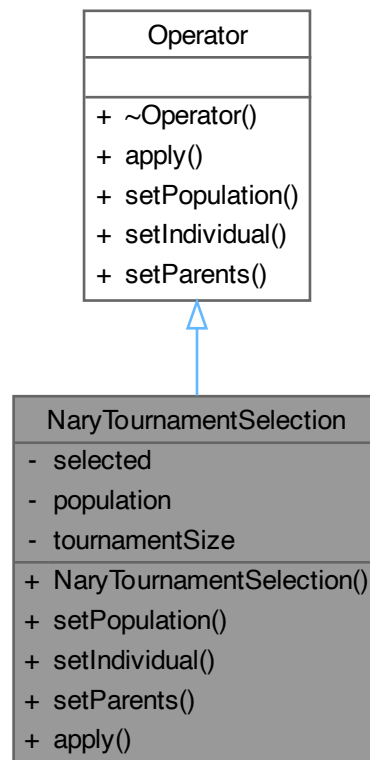 Operator
+ ~Operator()
+ apply()
+ setPopulation()
+ setIndividual()
+ setParents()
NaryTournamentSelection
- selected
- population
- tournamentSize
+ NaryTournamentSelection()
+ setPopulation()
+ setIndividual()
+ setParents()
+ apply()